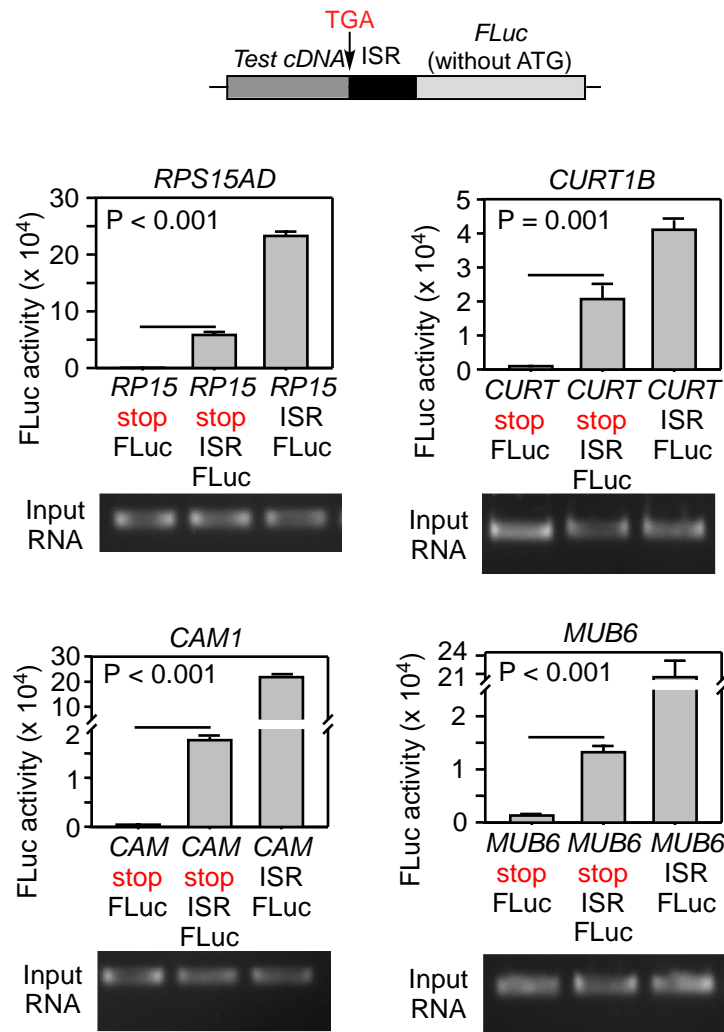 TGA
Test cDNA ISR FLuc
(without ATG)
RPS15AD
FLuc activity (x 10⁴)
30
20
10
0
P < 0.001
RP15 RP15 RP15
stop stop ISR
FLuc ISR FLuc
FLuc
Input
RNA
CURT1B
FLuc activity (x 10⁴)
5
4
3
2
1
0
P = 0.001
CURT CURT CURT
stop stop ISR
FLuc ISR FLuc
FLuc
Input
RNA
CAM1
FLuc activity (x 10⁴)
30
20
10
2
1
0
P < 0.001
CAM CAM CAM
stop stop ISR
FLuc ISR FLuc
FLuc
Input
RNA
MUB6
FLuc activity (x 10⁴)
24
21
2
1
0
P < 0.001
MUB6 MUB6 MUB6
stop stop ISR
FLuc ISR FLuc
FLuc
Input
RNA